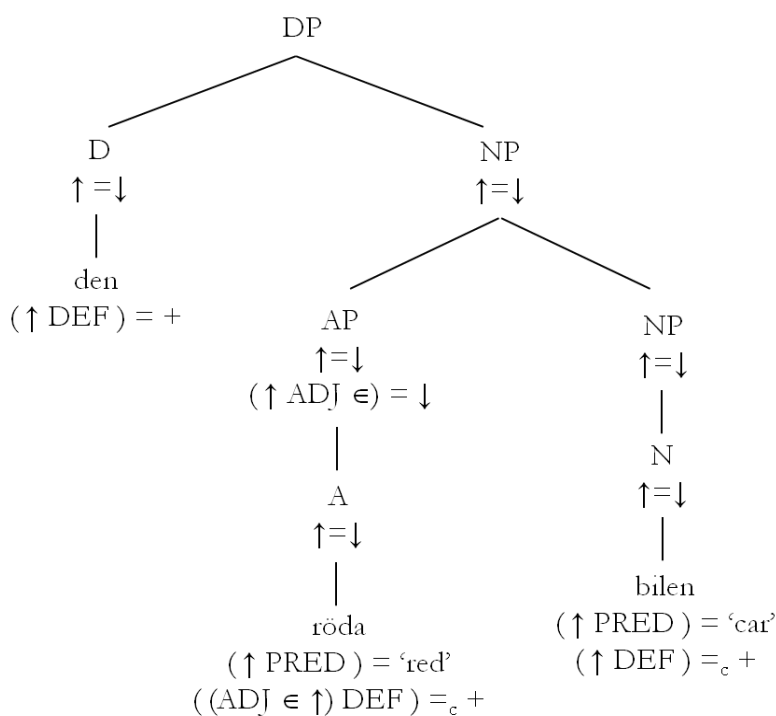 DP
D NP
↑ =↓ ↑=↓
den
( ↑ DEF ) = + AP NP
↑=↓ ↑=↓
( ↑ ADJ ∈) = ↓
A N
↑=↓ ↑=↓
röda bilen
( ↑ PRED ) = ‘red’ ( ↑ PRED ) = ‘car’
((ADJ ∈ ↑) DEF ) =c + ( ↑ DEF ) =c +